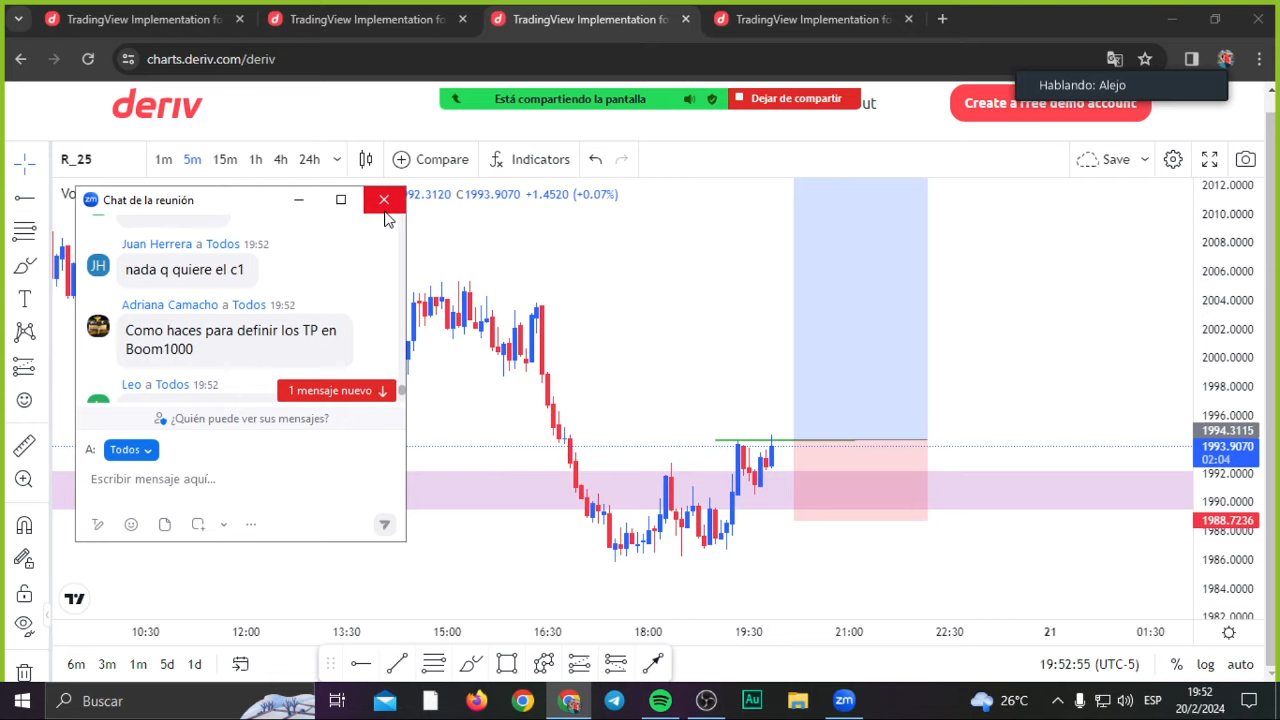 TradingView Implementation fo
TradingView Implementation fo
TradingView Implementation fo
TradingView Implementation fo
charts.deriv.com/deriv
Hablando: Alejo
deriv
Está compartiendo la pantalla
Dejar de compartir
out
Create a free demo account
R_25
1m 5m 15m 1h 4h 24h
Compare
Indicators
Save
Vo
92.3120 C1993.9070 +1.4520 (+0.07%)
zm Chat de la reunión
Juan Herrera a Todos 19:52
JH
nada q quiere el c1
Adriana Camacho a Todos 19:52
Como haces para definir los TP en
Boom1000
Leo a Todos 19:52
1 mensaje nuevo
¿Quién puede ver sus mensajes?
A: Todos
Escribir mensaje aquí...
2012.0000
2010.0000
2008.0000
2006.0000
2004.0000
2002.0000
2000.0000
1998.0000
1996.0000
1994.3115
1993.9070
02:04
1992.0000
1990.0000
1988.7236
1988.0000
1986.0000
1984.0000
1982.0000
10:30 12:00 13:30 15:00 16:30 18:00 19:30 21:00 22:30 21 01:30
6m 3m 1m 5d 1d
19:52:55 (UTC-5) % log auto
Buscar
Au
zm
26°C
ESP
19:52
20/2/2024